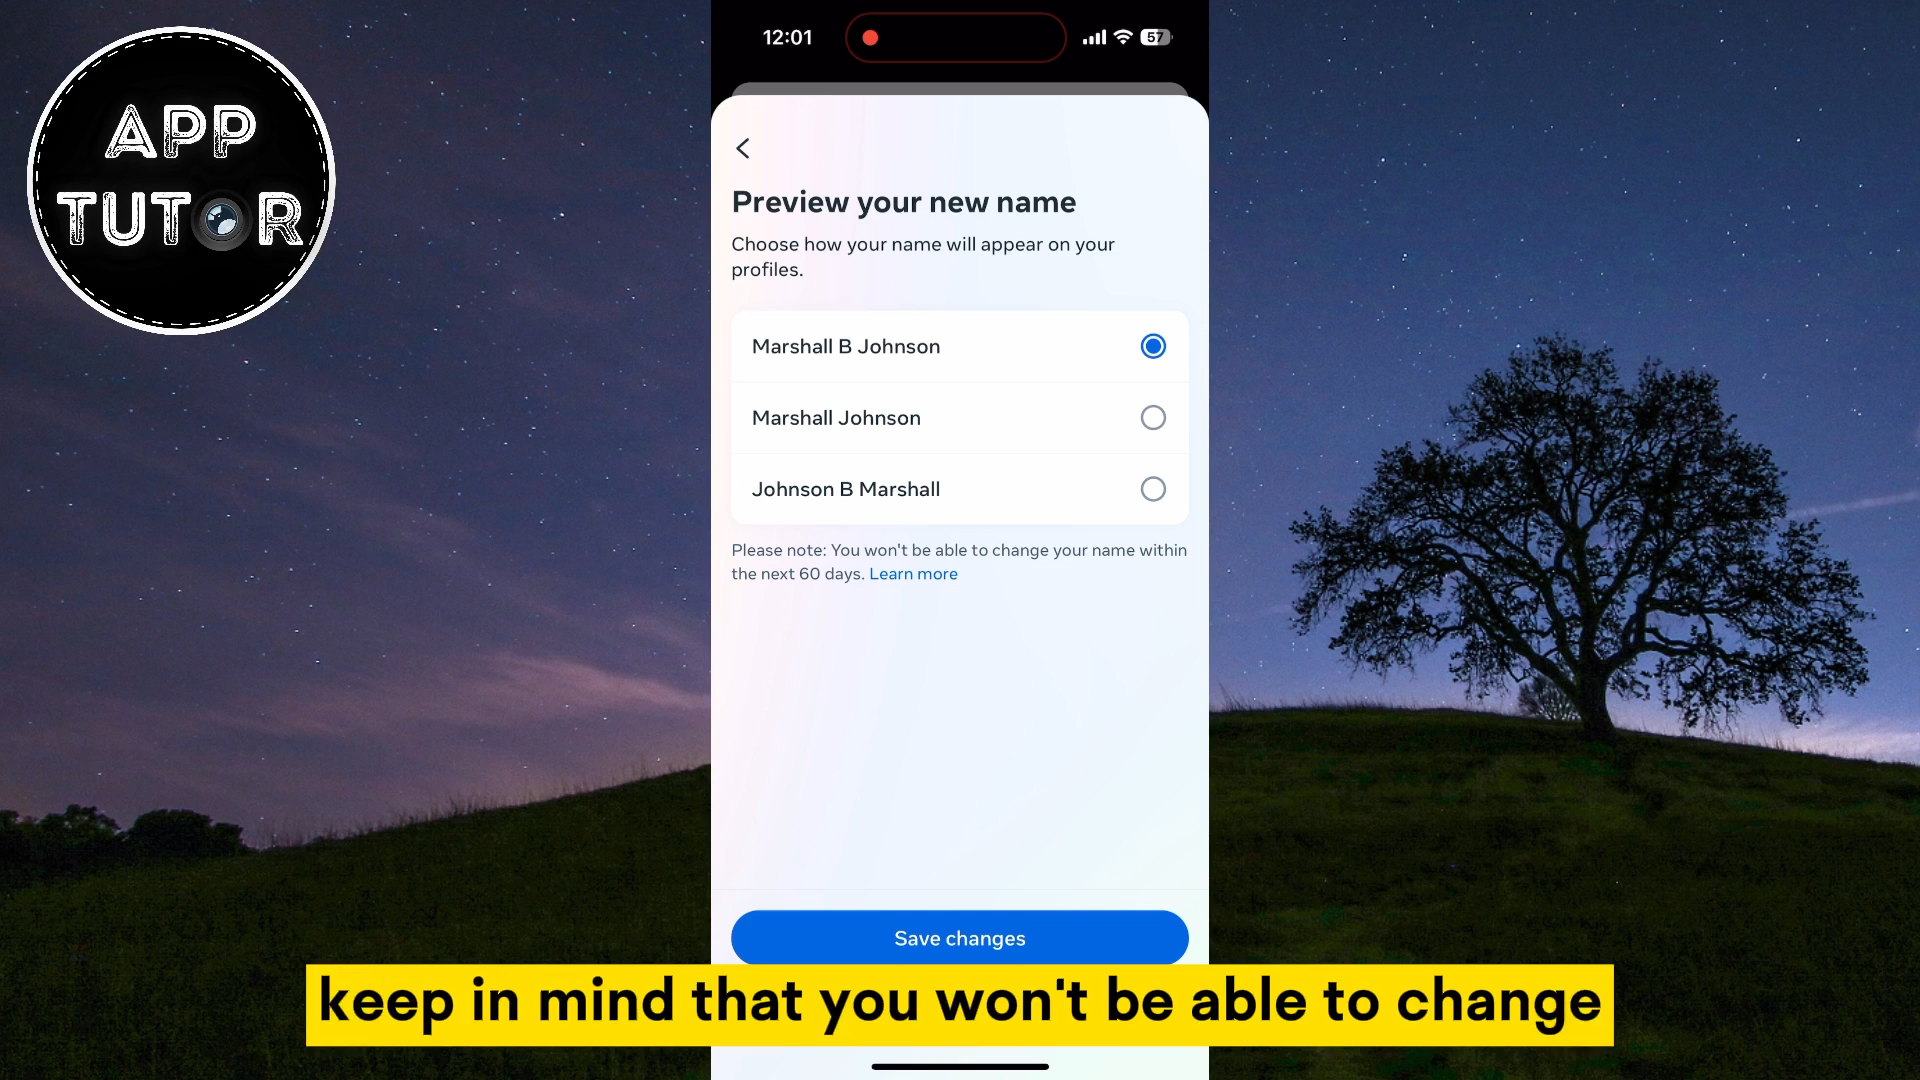 APP
TUTOR
12:01
57
Preview your new name
Choose how your name will appear on your
profiles.
Marshall B Johnson
Marshall Johnson
Johnson B Marshall
Please note: You won't be able to change your name within
the next 60 days. Learn more
Save changes
keep in mind that you won't be able to change